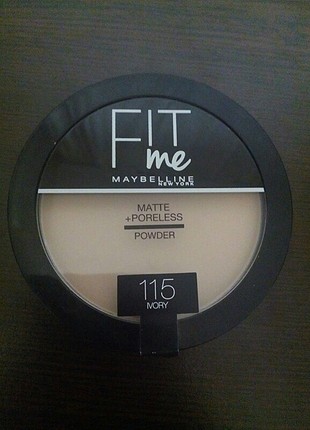 FIT
me
MAYBELLINE
NEW YORK
MATTE
+PORELESS
POWDER
115
IVORY